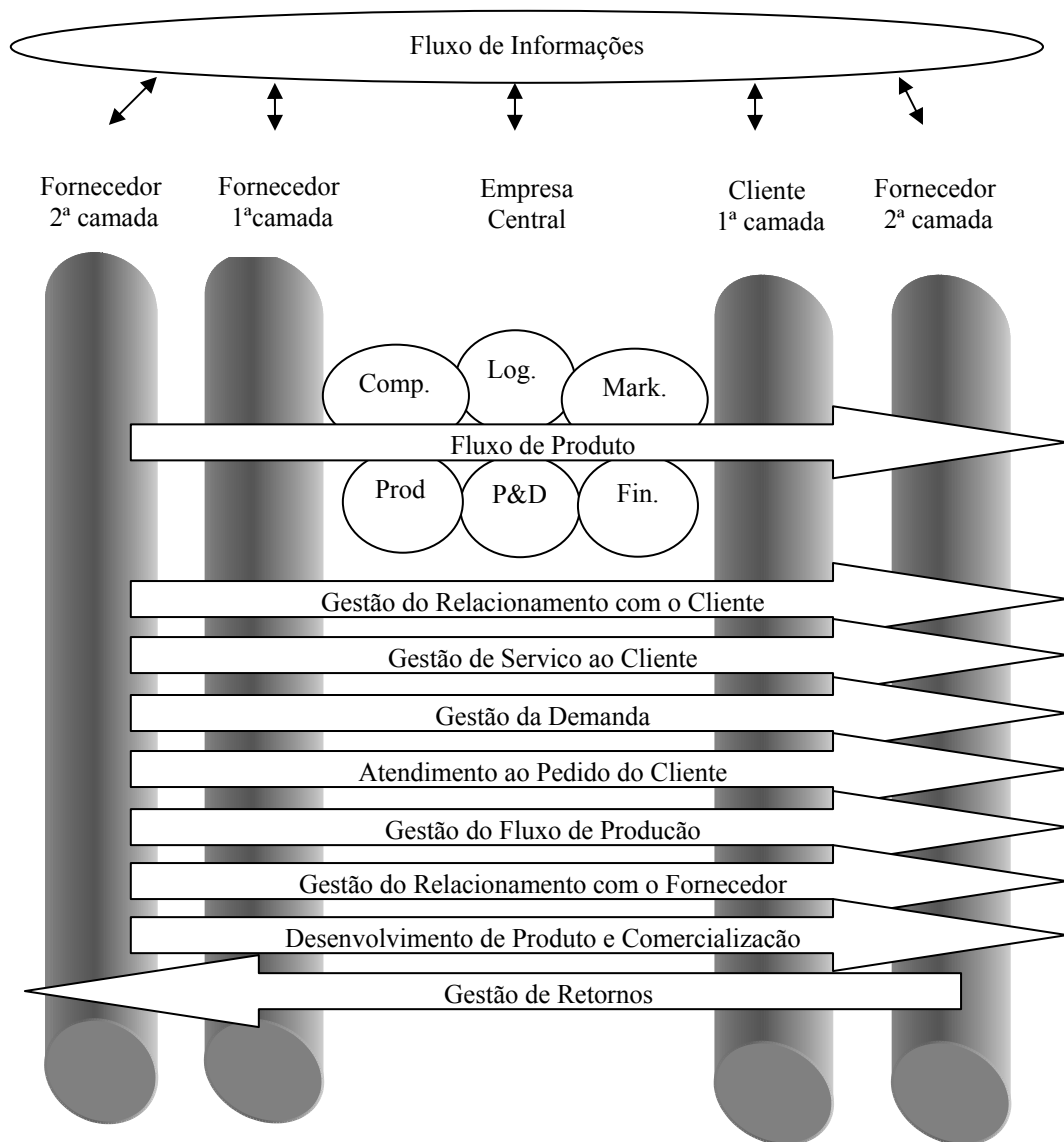 Fluxo de Informações
Fornecedor
2ª camada
Fornecedor
1ªcamada
Empresa
Central
Cliente
1ª camada
Fornecedor
2ª camada
Comp.
Log.
Mark.
Fluxo de Produto
Prod
P&D
Fin.
Gestão do Relacionamento com o Cliente
Gestão de Servico ao Cliente
Gestão da Demanda
Atendimento ao Pedido do Cliente
Gestão do Fluxo de Producão
Gestão do Relacionamento com o Fornecedor
Desenvolvimento de Produto e Comercializacão
Gestão de Retornos